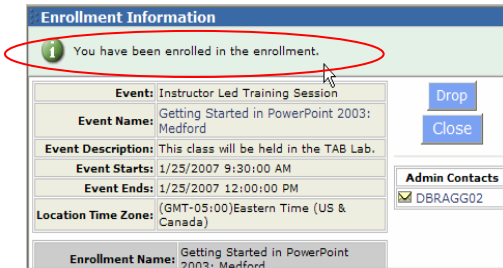 Enrollment Information
You have been enrolled in the enrollment.
Event: Instructor Led Training Session
Event Name: Getting Started in PowerPoint 2003:
Medford
Event Description: This class will be held in the TAB Lab.
Event Starts: 1/25/2007 9:30:00 AM
Event Ends: 1/25/2007 12:00:00 PM
Location Time Zone: (GMT-05:00)Eastern Time (US &
Canada)
Drop
Close
Admin Contacts
DBRAGG02
Enrollment Name: Getting Started in PowerPoint
2003: Medford